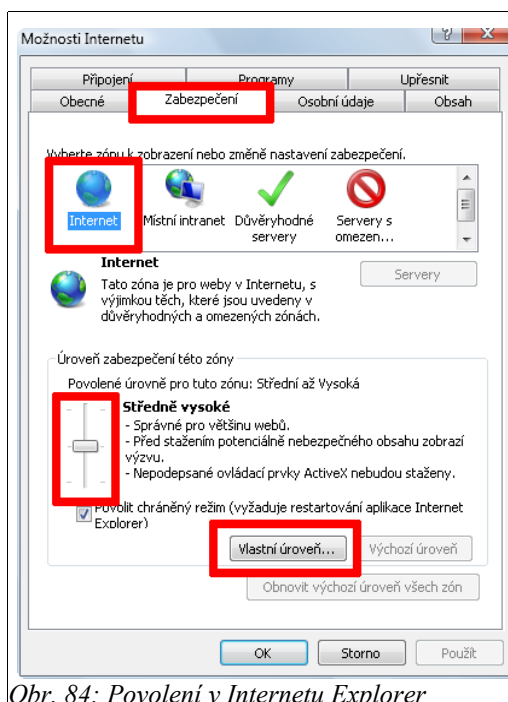 Možnosti Internetu
Připojení Programy Upřesnit
Obecné Zabezpečení Osobní údaje Obsah
Vyberte zónu k zobrazení nebo změně nastavení zabezpečení.
Internet Místní intranet Důvěryhodné servery Servery s omezen...
Internet
Tato zóna je pro weby v Internetu, s
výjimkou těch, které jsou uvedeny v
důvěryhodných a omezených zónách.
Servery
Úroveň zabezpečení této zóny
Povolené úrovně pro tuto zónu: Střední až Vysoká
Středně vysoké
- Správné pro většinu webů.
- Před stažením potenciálně nebezpečného obsahu zobrazí
výzvu.
- Nepodepsané ovládací prvky ActiveX nebudou staženy.
Povolit chráněný režim (vyžaduje restartování aplikace Internet
Explorer)
Vlastní úroveň... Výchozí úroveň
Obnovit výchozí úroveň všech zón
OK Storno Použít
Obr. 84: Povolení v Internetu Explorer